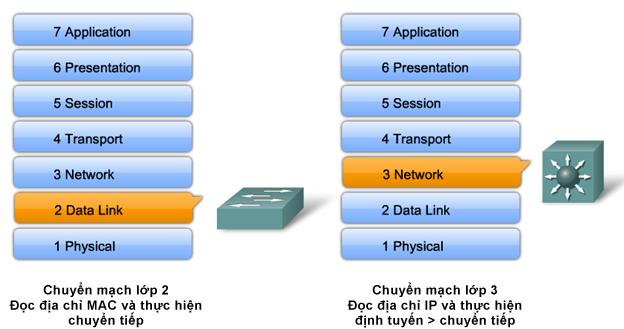 7 Application
6 Presentation
5 Session
4 Transport
3 Network
2 Data Link
1 Physical
Chuyển mạch lớp 2
Đọc địa chỉ MAC và thực hiện
chuyển tiếp
7 Application
6 Presentation
5 Session
4 Transport
3 Network
2 Data Link
1 Physical
Chuyển mạch lớp 3
Đọc địa chỉ IP và thực hiện
định tuyến > chuyển tiếp